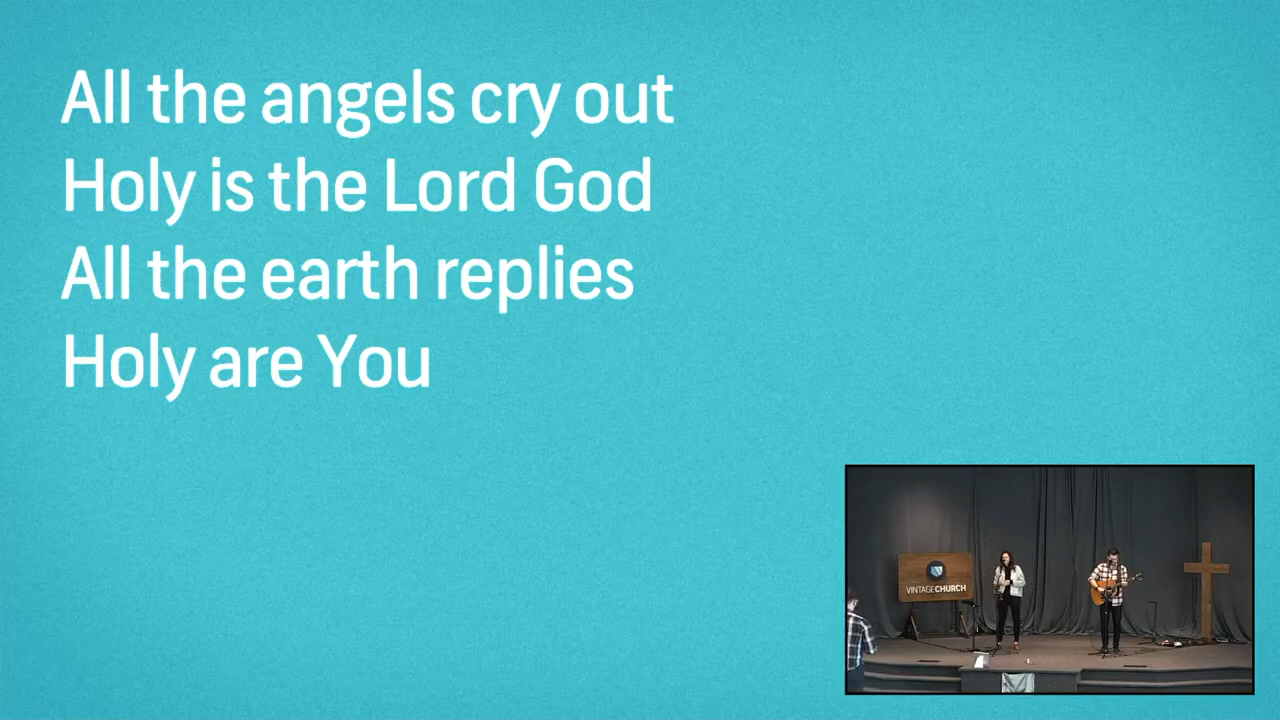 All the angels cry out
Holy is the Lord God
All the earth replies
Holy are You
VINTAGECHURCH